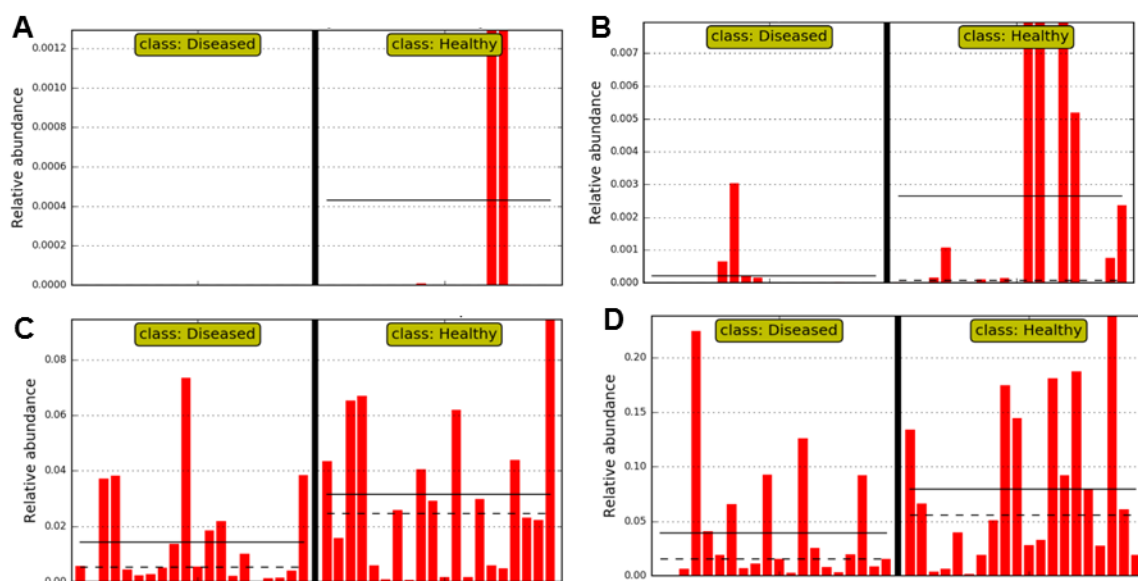 A
class: Diseased
class: Healthy
Relative abundance
0.0012
0.0010
0.0008
0.0006
0.0004
0.0002
0.0000
B
class: Diseased
class: Healthy
Relative abundance
0.007
0.006
0.005
0.004
0.003
0.002
0.001
0.000
C
class: Diseased
class: Healthy
Relative abundance
0.08
0.06
0.04
0.02
0.00
D
class: Diseased
class: Healthy
Relative abundance
0.20
0.15
0.10
0.05
0.00